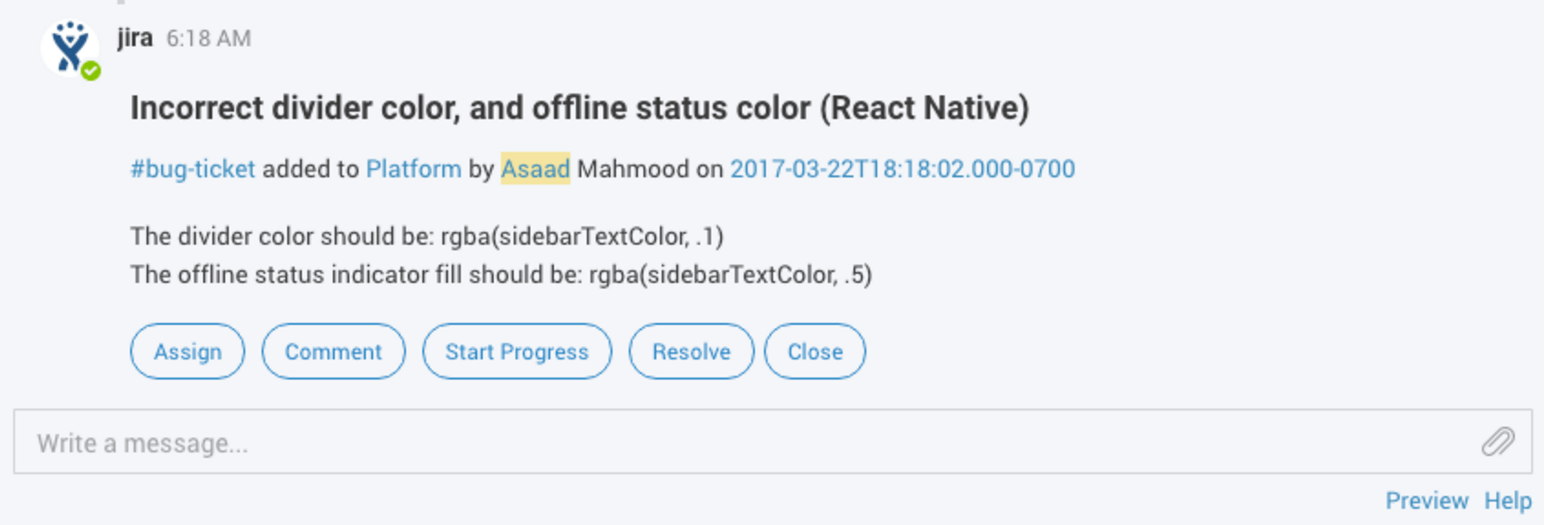 jira 6:18 AM
Incorrect divider color, and offline status color (React Native)
#bug-ticket added to Platform by Asaad Mahmood on 2017-03-22T18:18:02.000-0700
The divider color should be: rgba(sidebarTextColor, .1)
The offline status indicator fill should be: rgba(sidebarTextColor, .5)
Assign Comment Start Progress Resolve Close
Write a message...
Preview Help